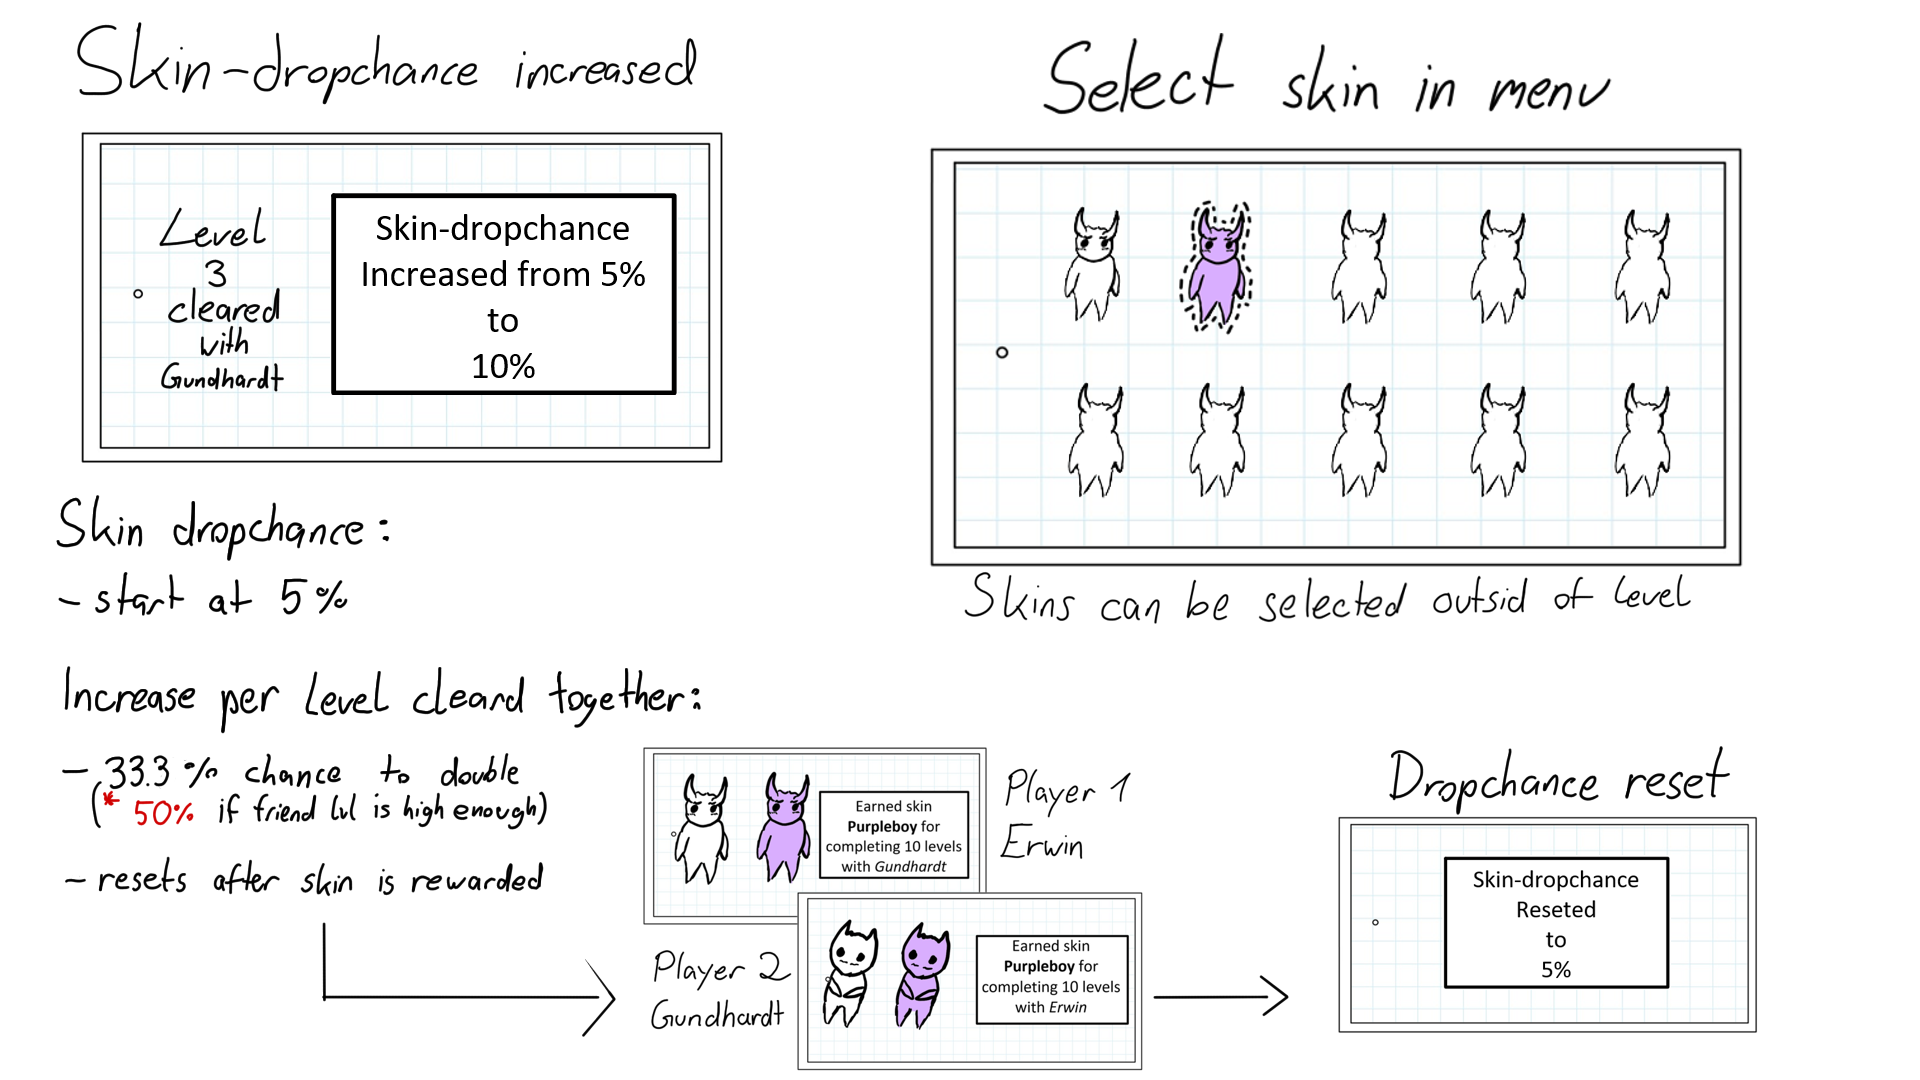 Skin-dropchance increased
Level
3
cleared
with
Gundhardt
Skin-dropchance
Increased from 5%
to
10%
Select skin in menu
Skins can be selected outsid of Level
Skin dropchance:
- start at 5%
Increase per Level cleard together:
- 33.3% chance to double
(* 50% if friend lvl is high enough)
- resets after skin is rewarded
Earned skin
Purpleboy for
completing 10 levels
with Gundhardt
Player 1
Erwin
Player 2
Gundhardt
Earned skin
Purpleboy for
completing 10 levels
with Erwin
Dropchance reset
Skin-dropchance
Reseted
to
5%